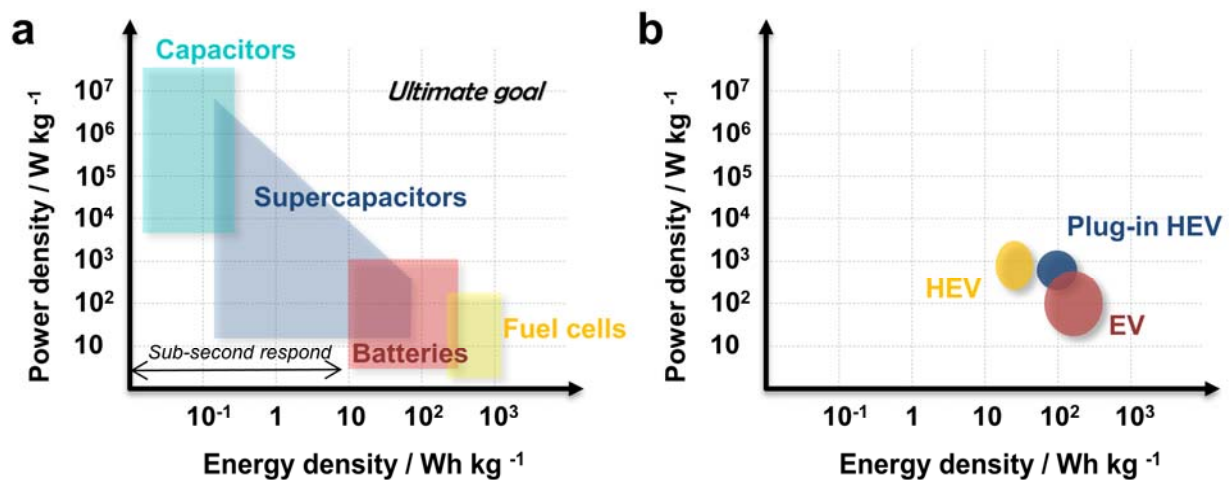 a
Capacitors
Ultimate goal
Supercapacitors
Fuel cells
Batteries
Sub-second respond
10⁷
10⁶
10⁵
10⁴
10³
10²
10
Power density / W kg ⁻¹
10⁻¹ 1 10 10² 10³
Energy density / Wh kg ⁻¹
b
Plug-in HEV
HEV
EV
10⁷
10⁶
10⁵
10⁴
10³
10²
10
Power density / W kg ⁻¹
10⁻¹ 1 10 10² 10³
Energy density / Wh kg ⁻¹